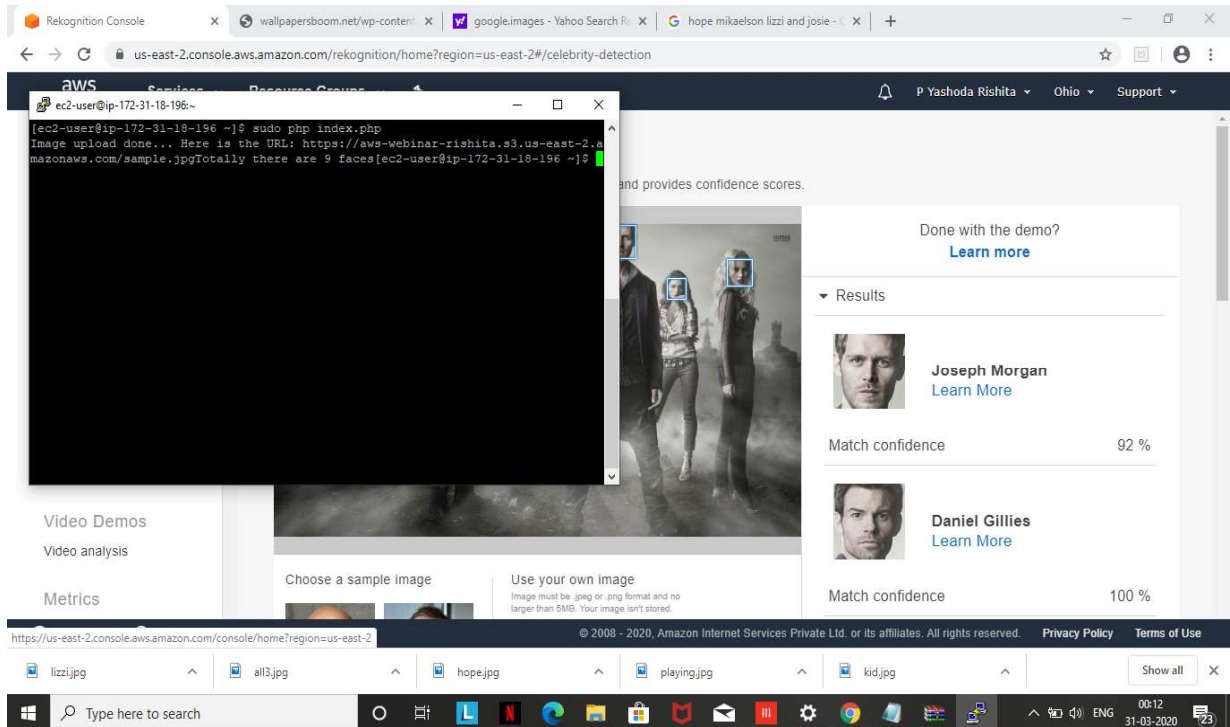 Rekognition Console
wallpapersboom.net/wp-content
google.images - Yahoo Search R
hope mikaelson lizzi and josie -
us-east-2.console.aws.amazon.com/rekognition/home?region=us-east-2#/celebrity-detection
aws
P Yashoda Rishita
Ohio
Support
ec2-user@ip-172-31-18-196:~
[ec2-user@ip-172-31-18-196 ~]$ sudo php index.php
Image upload done... Here is the URL: https://aws-webinar-rishita.s3.us-east-2.a
mazonaws.com/sample.jpgTotally there are 9 faces[ec2-user@ip-172-31-18-196 ~]$
and provides confidence scores.
Done with the demo?
Learn more
Results
Joseph Morgan
Learn More
Match confidence 92 %
Daniel Gillies
Learn More
Match confidence 100 %
Video Demos
Video analysis
Metrics
Choose a sample image
Use your own image
Image must be .jpeg or .png format and no
larger than 5MB. Your image isn't stored.
https://us-east-2.console.aws.amazon.com/console/home?region=us-east-2
© 2008 - 2020, Amazon Internet Services Private Ltd. or its affiliates. All rights reserved. Privacy Policy Terms of Use
lizzi.jpg
all3.jpg
hope.jpg
playing.jpg
kid.jpg
Show all
Type here to search
ENG
00:12
31-03-2020
23